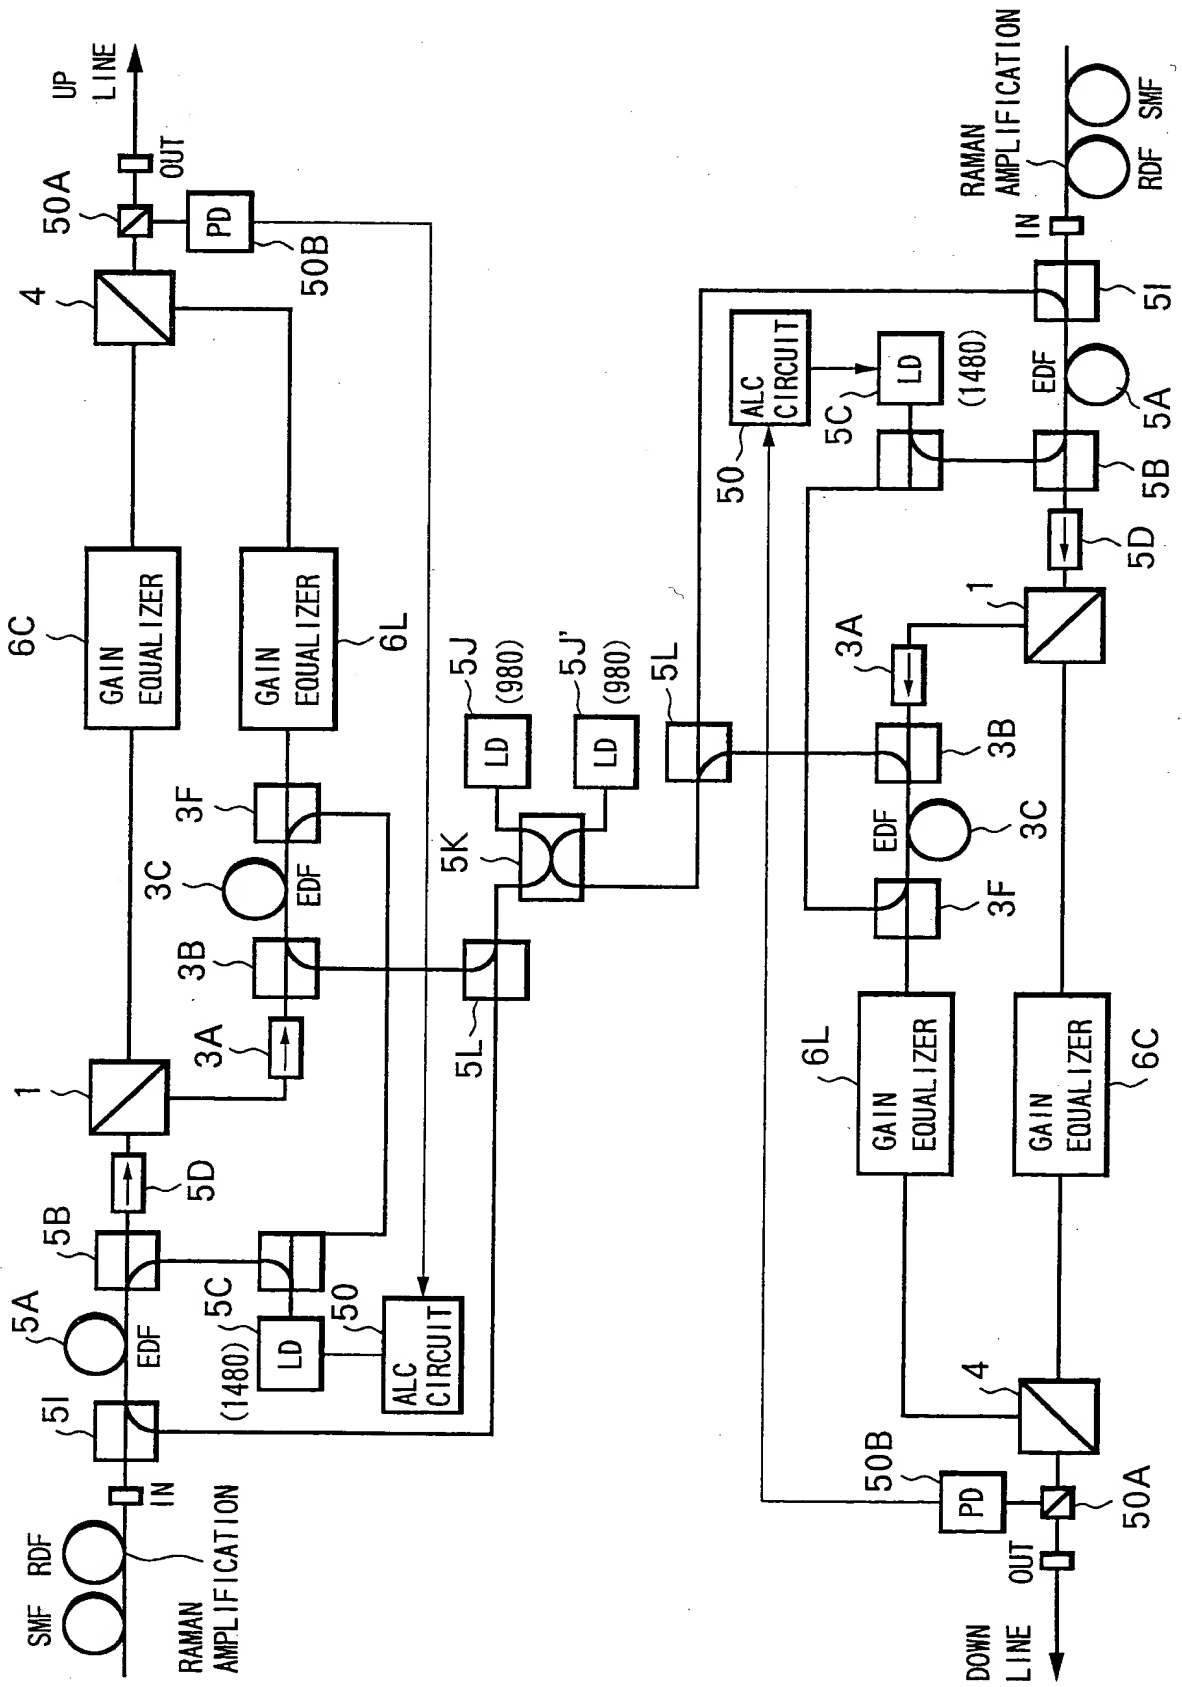 UP
LINE
OUT
50A
PD
50B
4
6C
GAIN
EQUALIZER
GAIN
EQUALIZER
6L
3F
3C
EDF
3B
3A
1
5D
5B
5A
EDF
5C
LD
(1480)
50
ALC
CIRCUIT
5I
IN
SMF RDF
RAMAN
AMPLIFICATION
5J
(980)
LD
5J'
(980)
LD
5K
5L
5L
RAMAN
AMPLIFICATION
RDF SMF
IN
5I
EDF
5A
50
ALC
CIRCUIT
5C
LD
(1480)
5B
5D
1
3A
3B
EDF
3C
3F
6L
GAIN
EQUALIZER
GAIN
EQUALIZER
6C
4
50B
PD
50A
OUT
DOWN
LINE